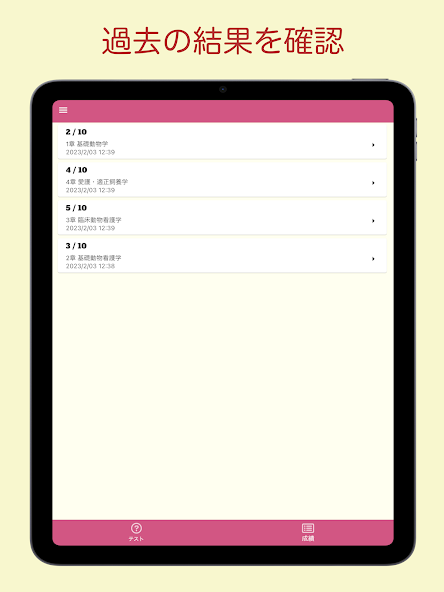 過去の結果を確認
2 / 10
1章 基礎動物学
2023/2/03 12:39
4 / 10
4章 愛護・適正飼養学
2023/2/03 12:39
5 / 10
3章 臨床動物看護学
2023/2/03 12:39
3 / 10
2章 基礎動物看護学
2023/2/03 12:38
テスト
成績